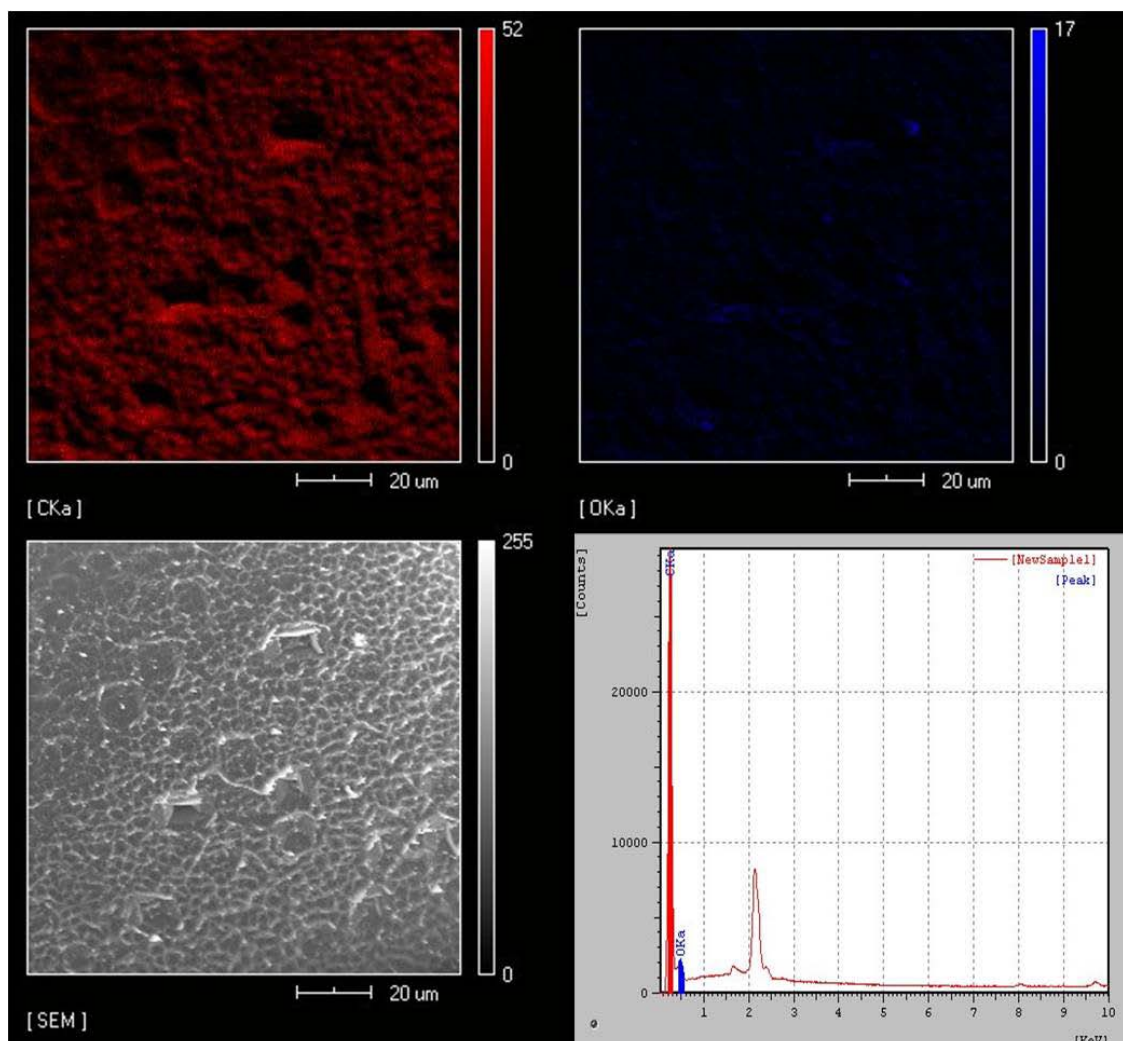 52
0
20 um
[CKa]
17
0
20 um
[OKa]
255
0
20 um
[SEM]
[Counts]
[NewSample1]
[Peak]
CKa
OKa
20000
10000
0
1 2 3 4 5 6 7 8 9 10